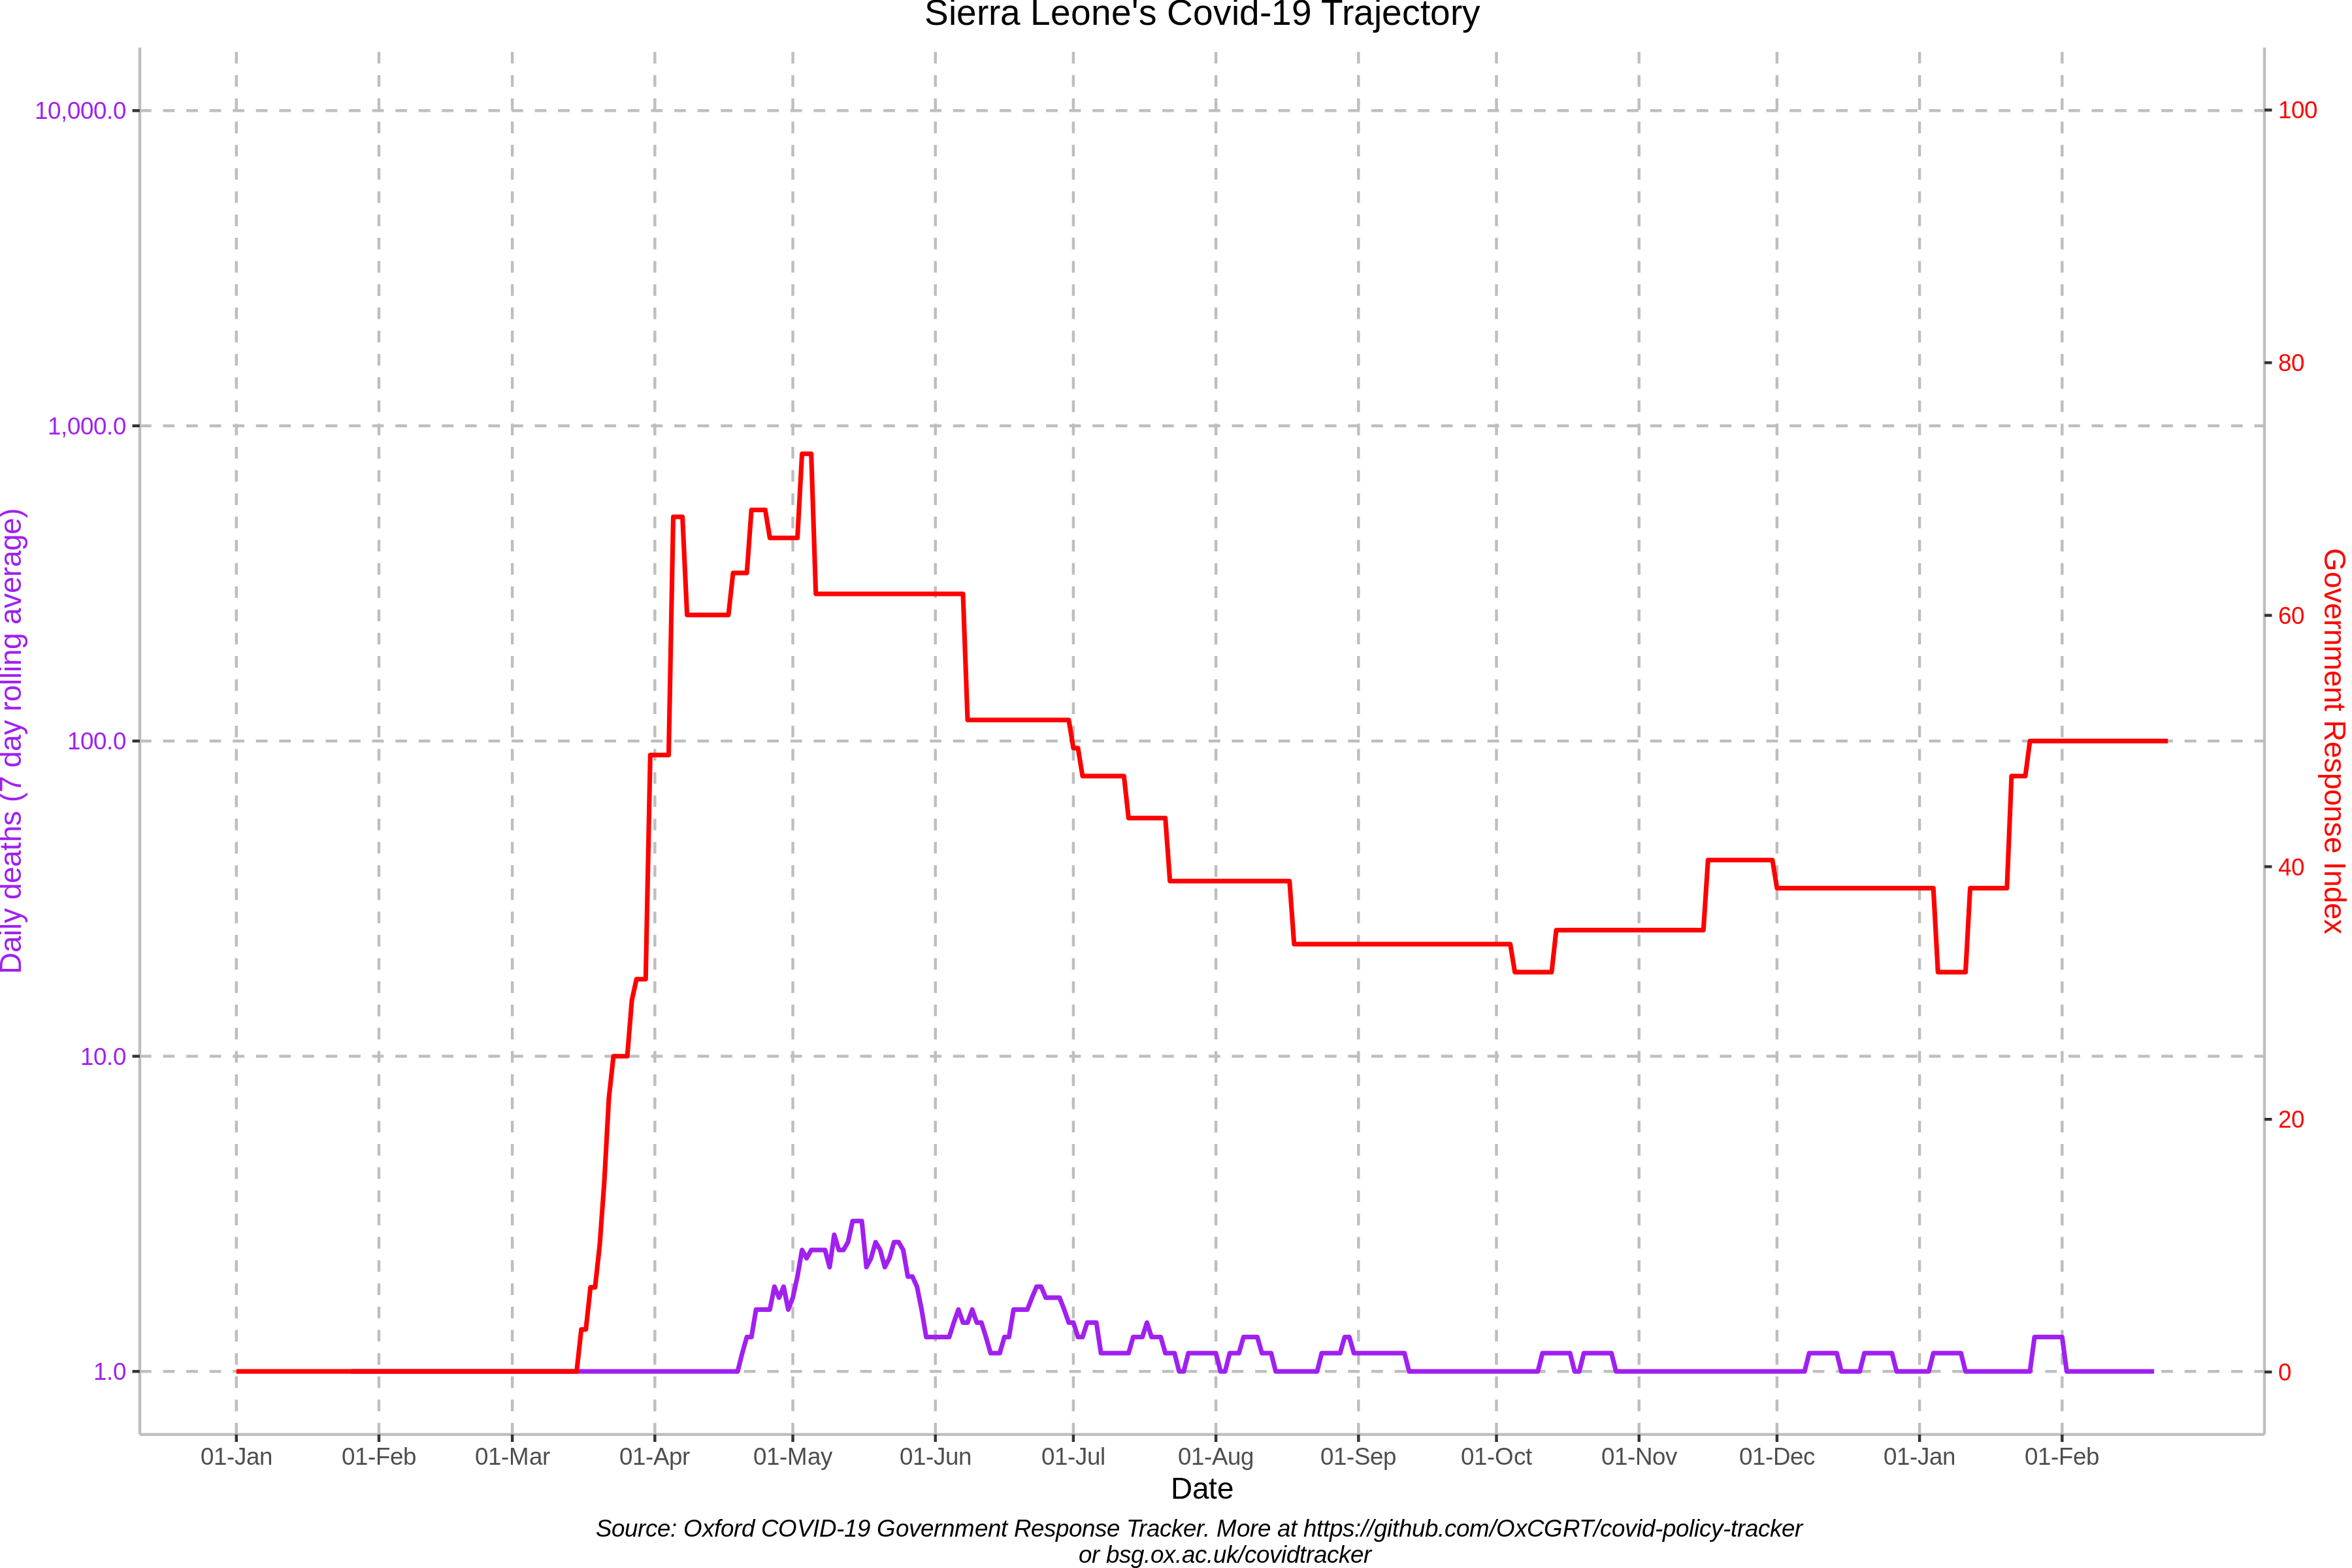 Sierra Leone's Covid-19 Trajectory
10,000.0
1,000.0
100.0
10.0
1.0
Daily deaths (7 day rolling average)
100
80
60
40
20
0
Government Response Index
01-Jan 01-Feb 01-Mar 01-Apr 01-May 01-Jun 01-Jul 01-Aug 01-Sep 01-Oct 01-Nov 01-Dec 01-Jan 01-Feb
Date
Source: Oxford COVID-19 Government Response Tracker. More at https://github.com/OxCGRT/covid-policy-tracker
or bsg.ox.ac.uk/covidtracker